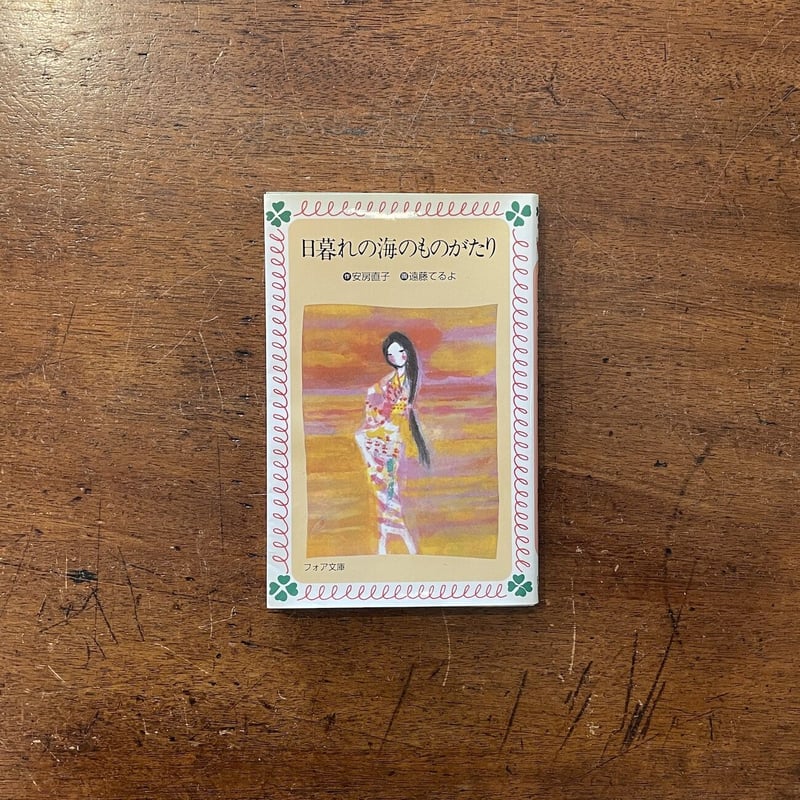 日暮れの海のものがたり
作安房直子 画遠藤てるよ
フォア文庫